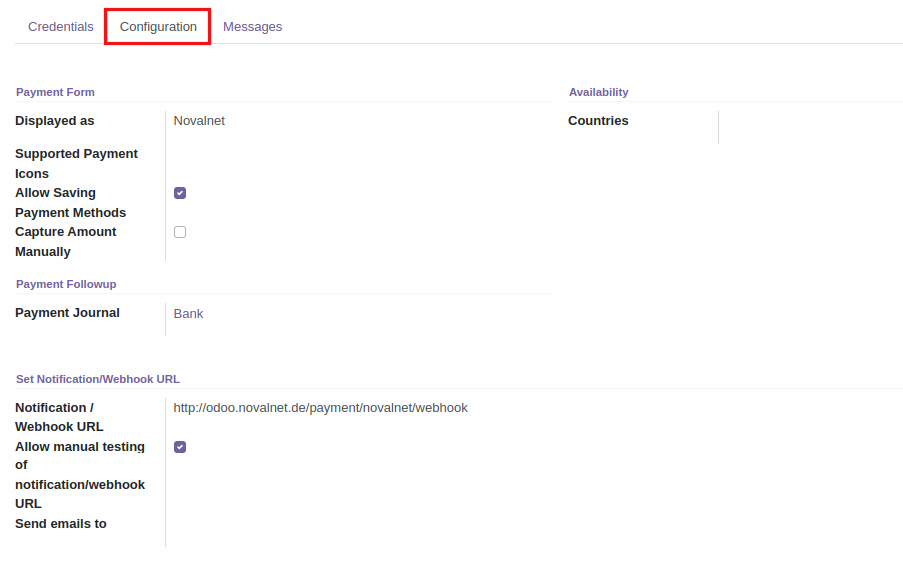 Credentials Configuration Messages
Payment Form
Displayed as Novalnet
Supported Payment
Icons
Allow Saving
Payment Methods
Capture Amount
Manually
Availability
Countries
Payment Followup
Payment Journal Bank
Set Notification/Webhook URL
Notification / http://odoo.novalnet.de/payment/novalnet/webhook
Webhook URL
Allow manual testing
of
notification/webhook
URL
Send emails to